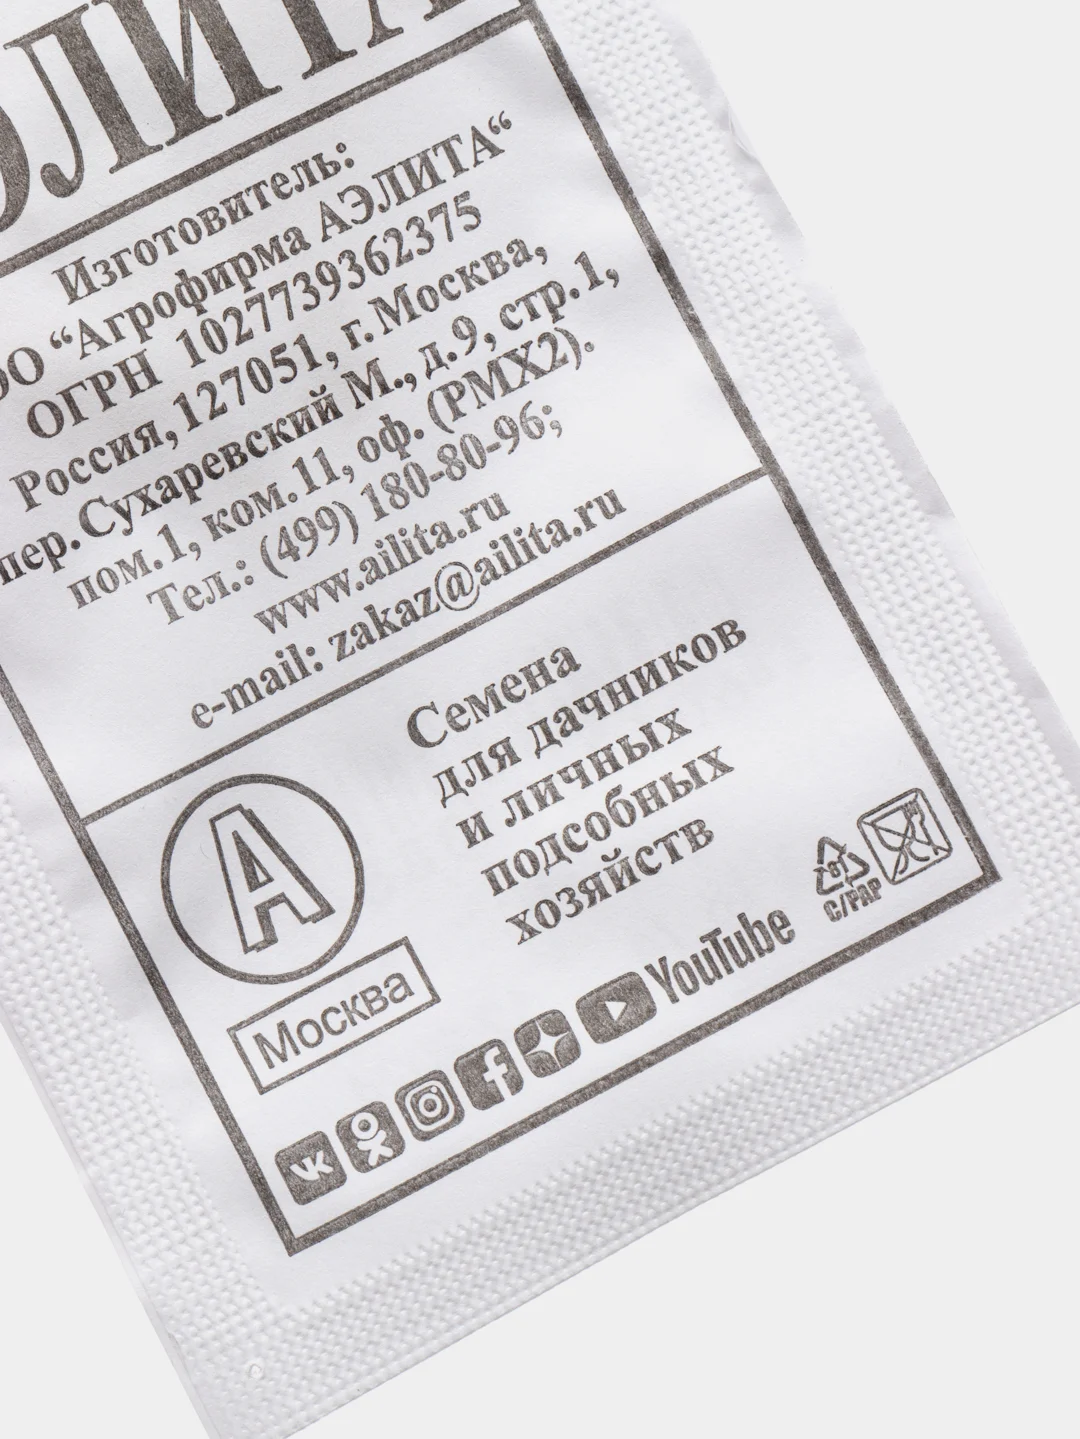 ЭЛИТА
Изготовитель:
ОО “Агрофирма АЭЛИТА“
ОГРН 1027739362375
Россия, 127051, г. Москва,
пер. Сухаревский М., д.9, стр. 1,
пом. 1, ком. 11, оф. (РМХ2).
Тел.: (499) 180-80-96;
www.ailita.ru
e-mail: zakaz@ailita.ru
Семена
для дачников
и личных
подсобных
хозяйств
А
Москва
C/PAP
YouTube